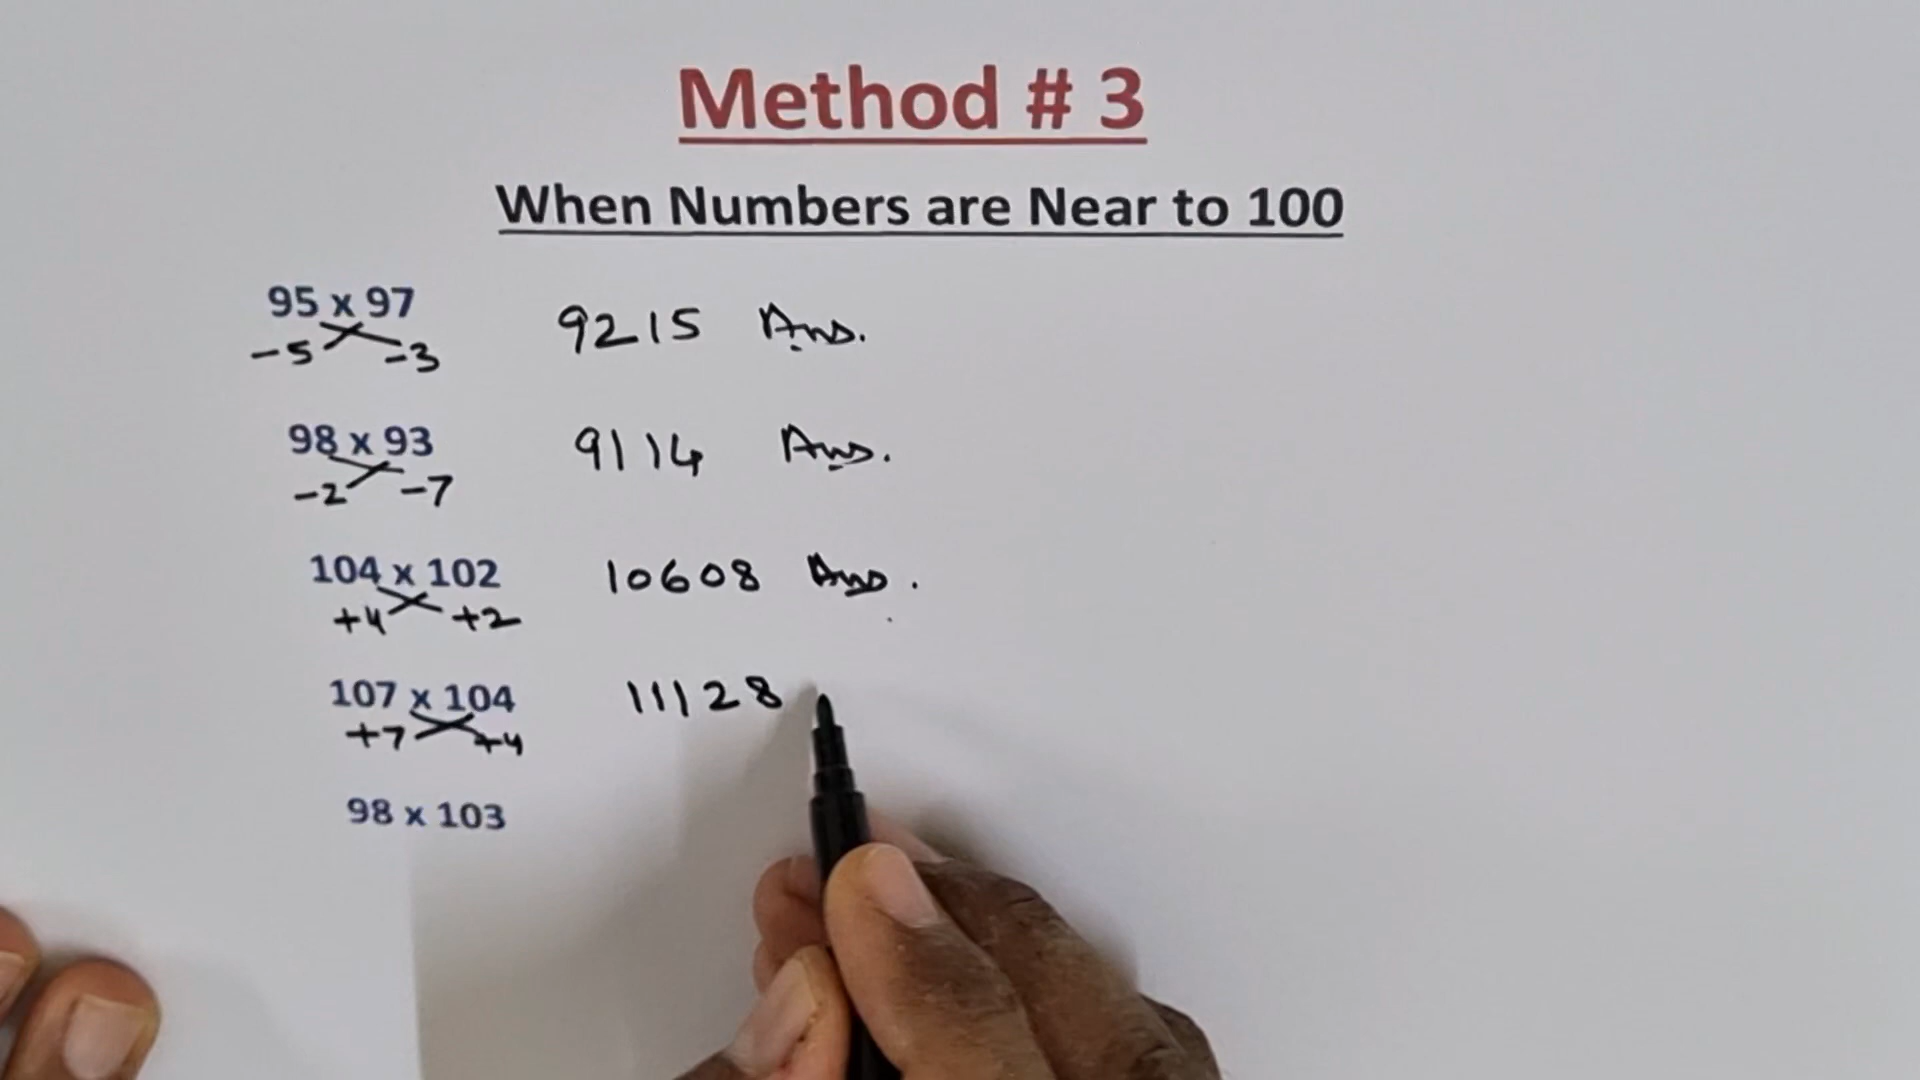 Method # 3
When Numbers are Near to 100
95 x 97 9215 Ans.
-5 -3
98 x 93 9114 Ans.
-2 -7
104 x 102 10608 Ans.
+4 +2
107 x 104 11128
+7 +4
98 x 103